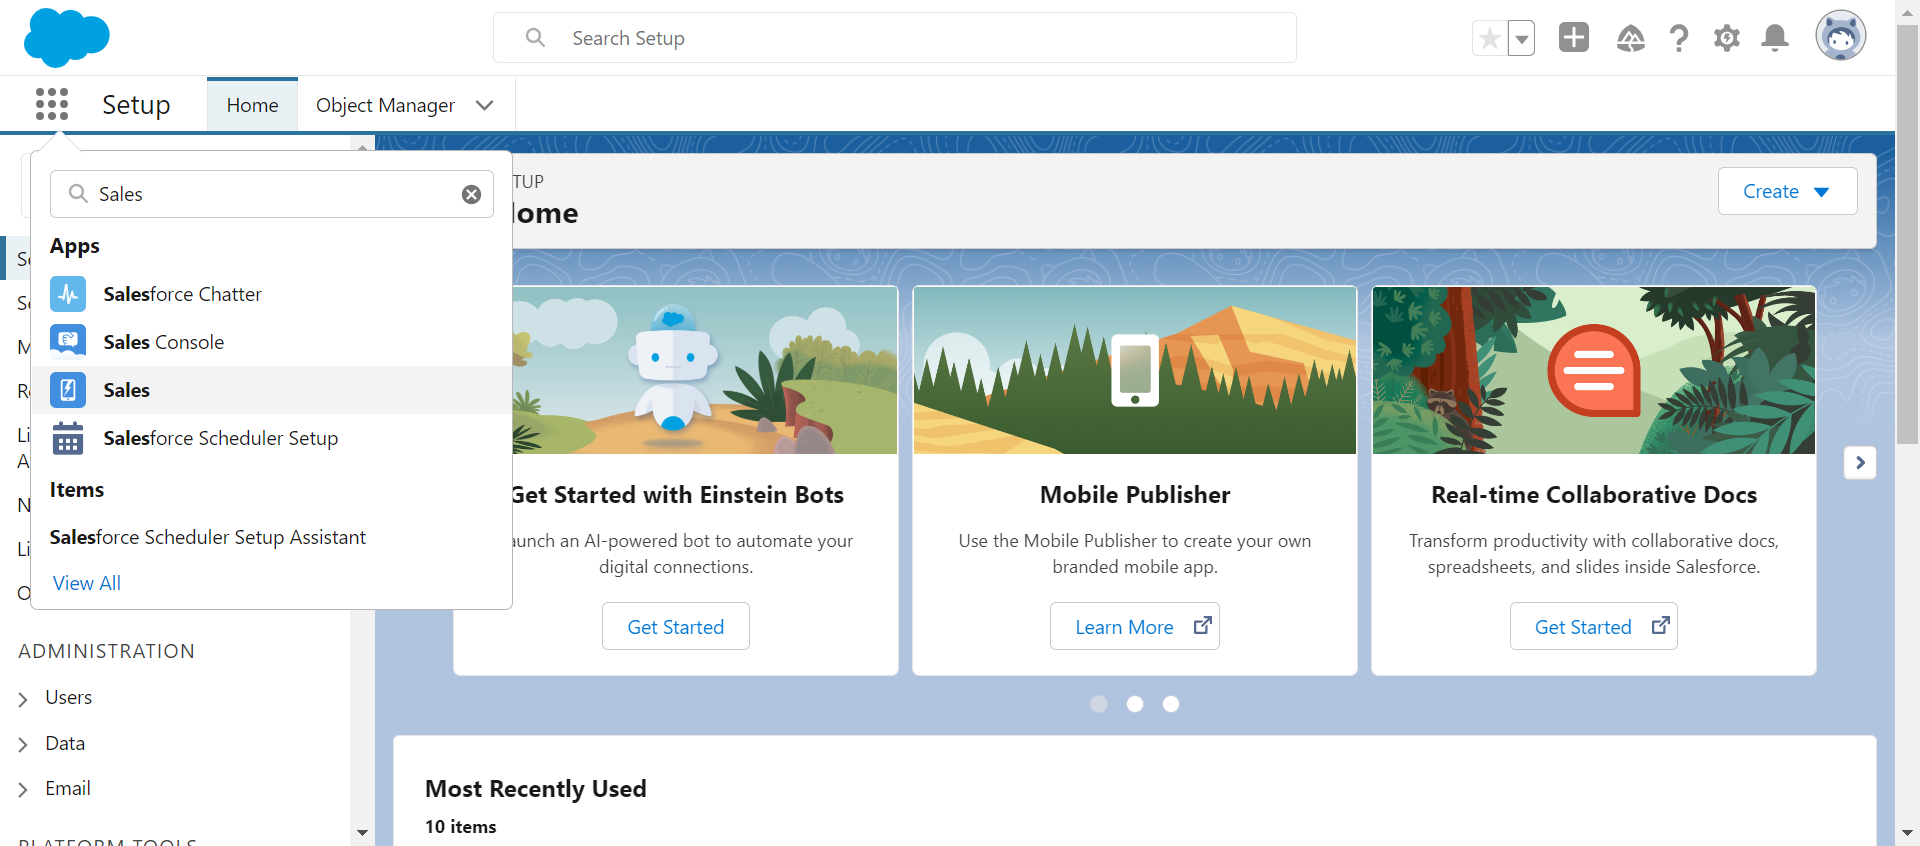 Search Setup
Setup
Home
Object Manager
Sales
Apps
Salesforce Chatter
Sales Console
Sales
Salesforce Scheduler Setup
Items
Salesforce Scheduler Setup Assistant
View All
ADMINISTRATION
Users
Data
Email
Create
Get Started with Einstein Bots
an AI-powered bot to automate your
digital connections.
Get Started
Mobile Publisher
Use the Mobile Publisher to create your own
branded mobile app.
Learn More
Real-time Collaborative Docs
Transform productivity with collaborative docs,
spreadsheets, and slides inside Salesforce.
Get Started
Most Recently Used
10 items